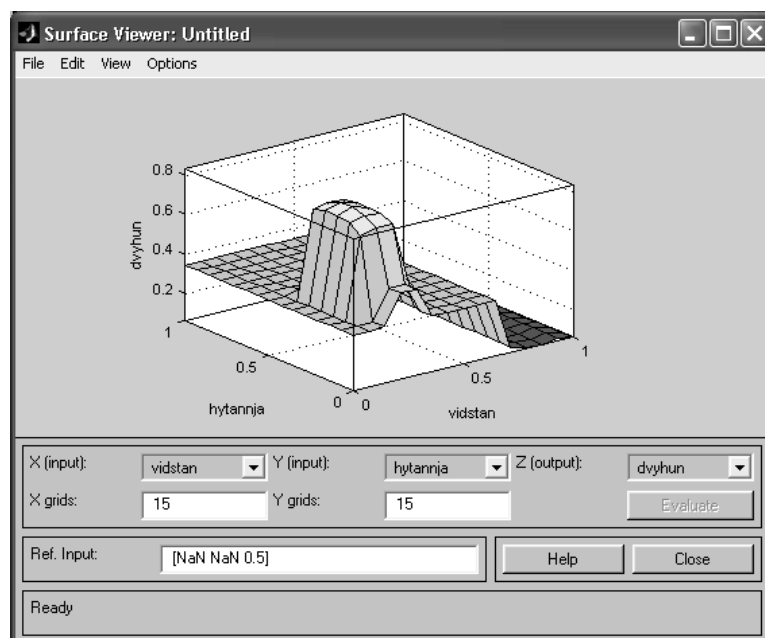 Surface Viewer: Untitled
File Edit View Options
0.8
0.6
0.4
0.2
dvyhun
1
0.5
0
hytannja
0
0.5
1
vidstan
X (input): vidstan Y (input): hytannja Z (output): dvyhun
X grids: 15 Y grids: 15 Evaluate
Ref. Input: [NaN NaN 0.5] Help Close
Ready